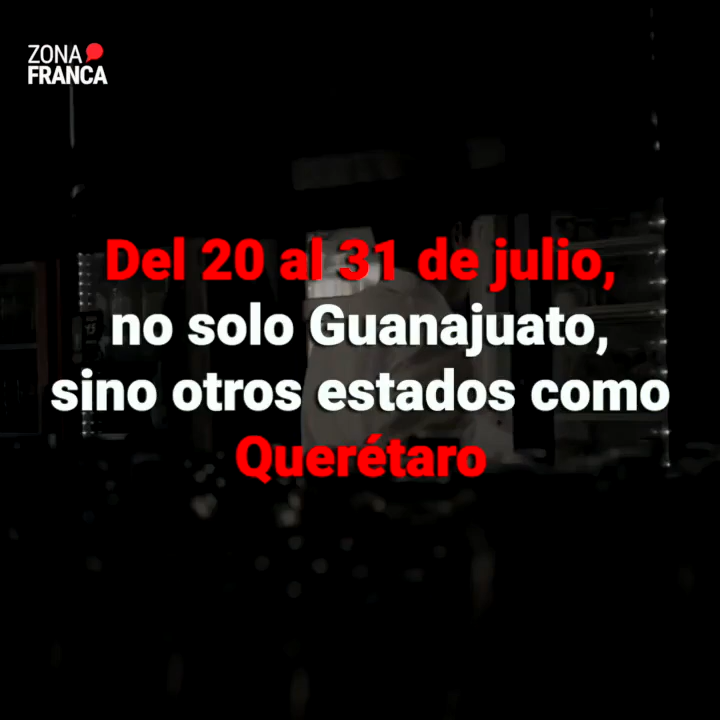 ZONA
FRANCA
Del 20 al 31 de julio,
no solo Guanajuato,
sino otros estados como
Querétaro